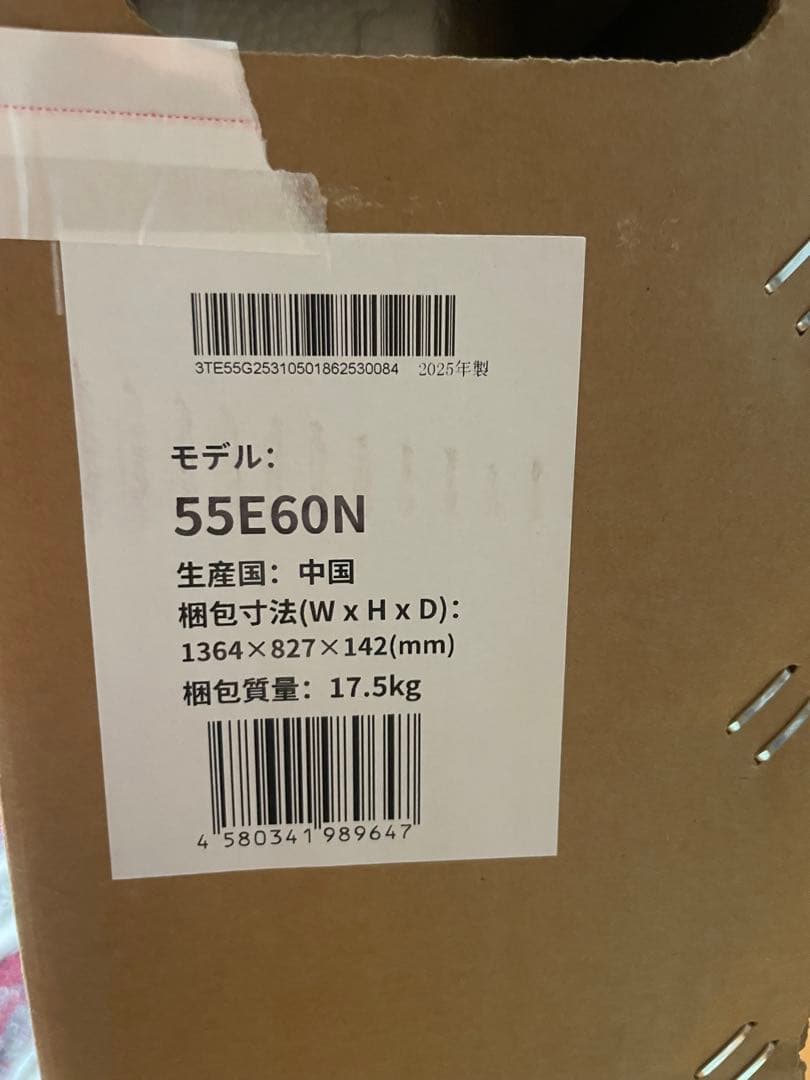 3TE55G25310501862530084 2025年製
モデル：
55E60N
生産国：中国
梱包寸法(W x H x D)：
1364×827×142(mm)
梱包質量：17.5kg
4 580341 989647